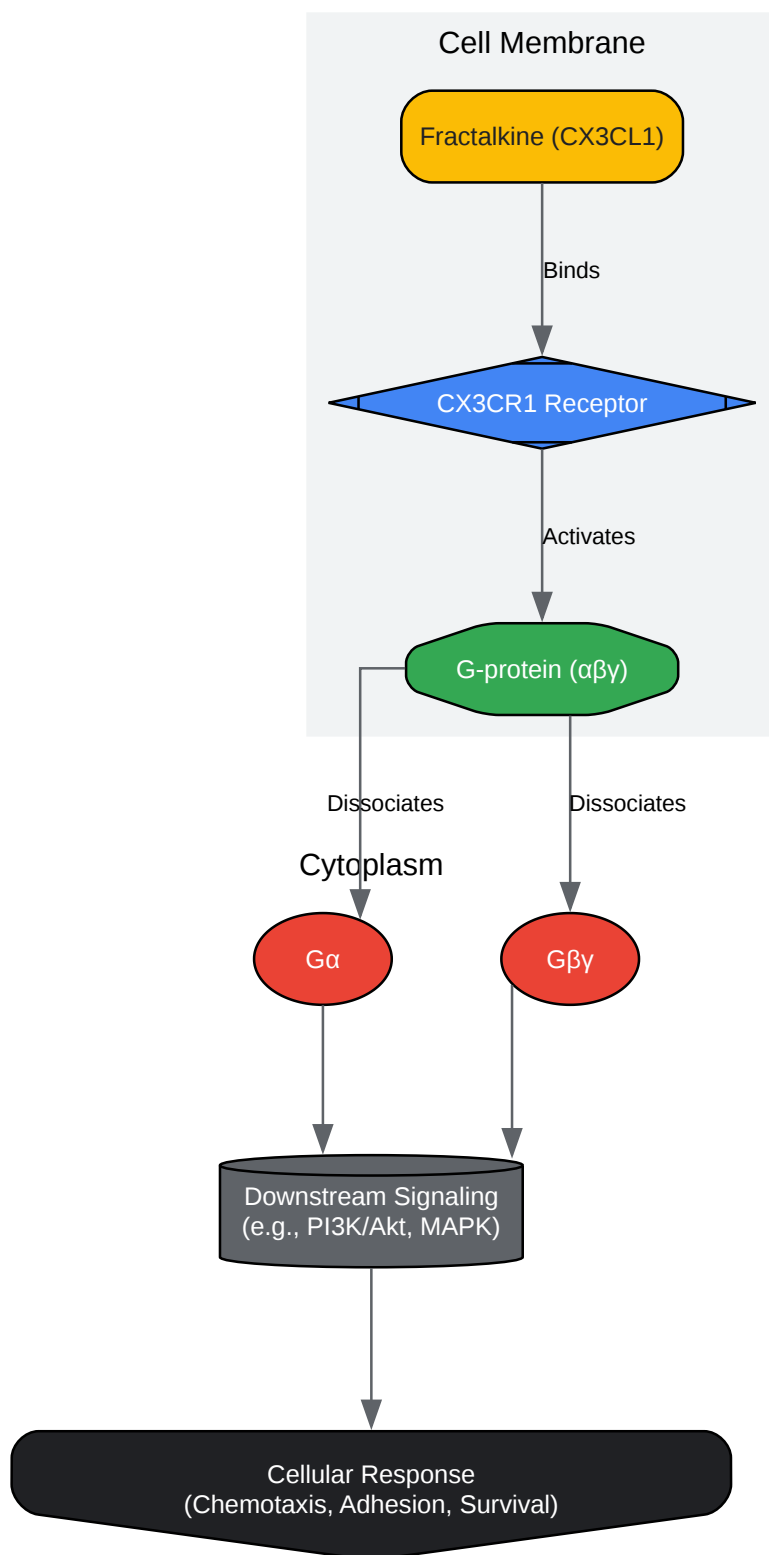 Cell Membrane
Fractalkine (CX3CL1)
Binds
CX3CR1 Receptor
Activates
G-protein (αβγ)
Dissociates
Dissociates
Cytoplasm
Gα
Gβγ
Downstream Signaling
(e.g., PI3K/Akt, MAPK)
Cellular Response
(Chemotaxis, Adhesion, Survival)